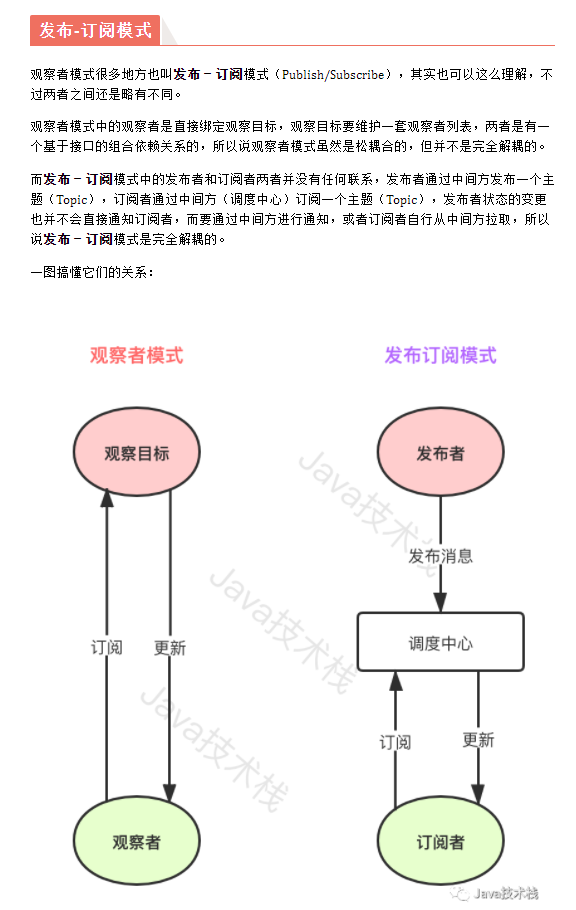 发布-订阅模式
观察者模式很多地方也叫发布-订阅模式（Publish/Subscribe），其实也可以这么理解，不
过两者之间还是略有不同。
观察者模式中的观察者是直接绑定观察目标，观察目标要维护一套观察者列表，两者是有一
个基于接口的组合依赖关系的，所以说观察者模式虽然是松耦合的，但并不是完全解耦的。
而发布-订阅模式中的发布者和订阅者两者并没有任何联系，发布者通过中间方发布一个主
题（Topic），订阅者通过中间方（调度中心）订阅一个主题（Topic），发布者状态的变更
也并不会直接通知订阅者，而要通过中间方进行通知，或者订阅者自行从中间方拉取，所以
说发布-订阅模式是完全解耦的。
一图搞懂它们的关系：
观察者模式
发布订阅模式
观察目标
发布者
Java技术栈
发布消息
Java技术栈
调度中心
订阅
更新
Java技术栈
订阅
更新
观察者
订阅者
Java技术栈